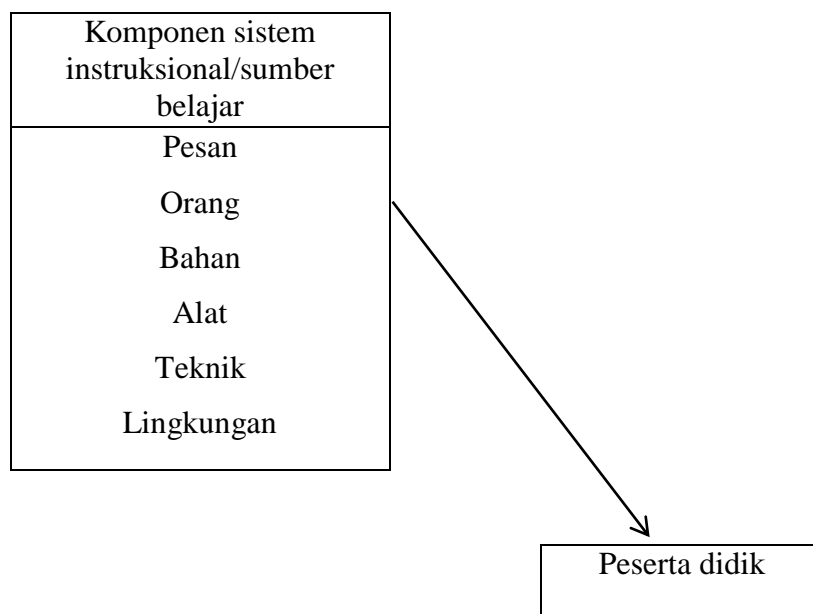 Komponen sistem
instruksional/sumber
belajar
Pesan
Orang
Bahan
Alat
Teknik
Lingkungan
Peserta didik